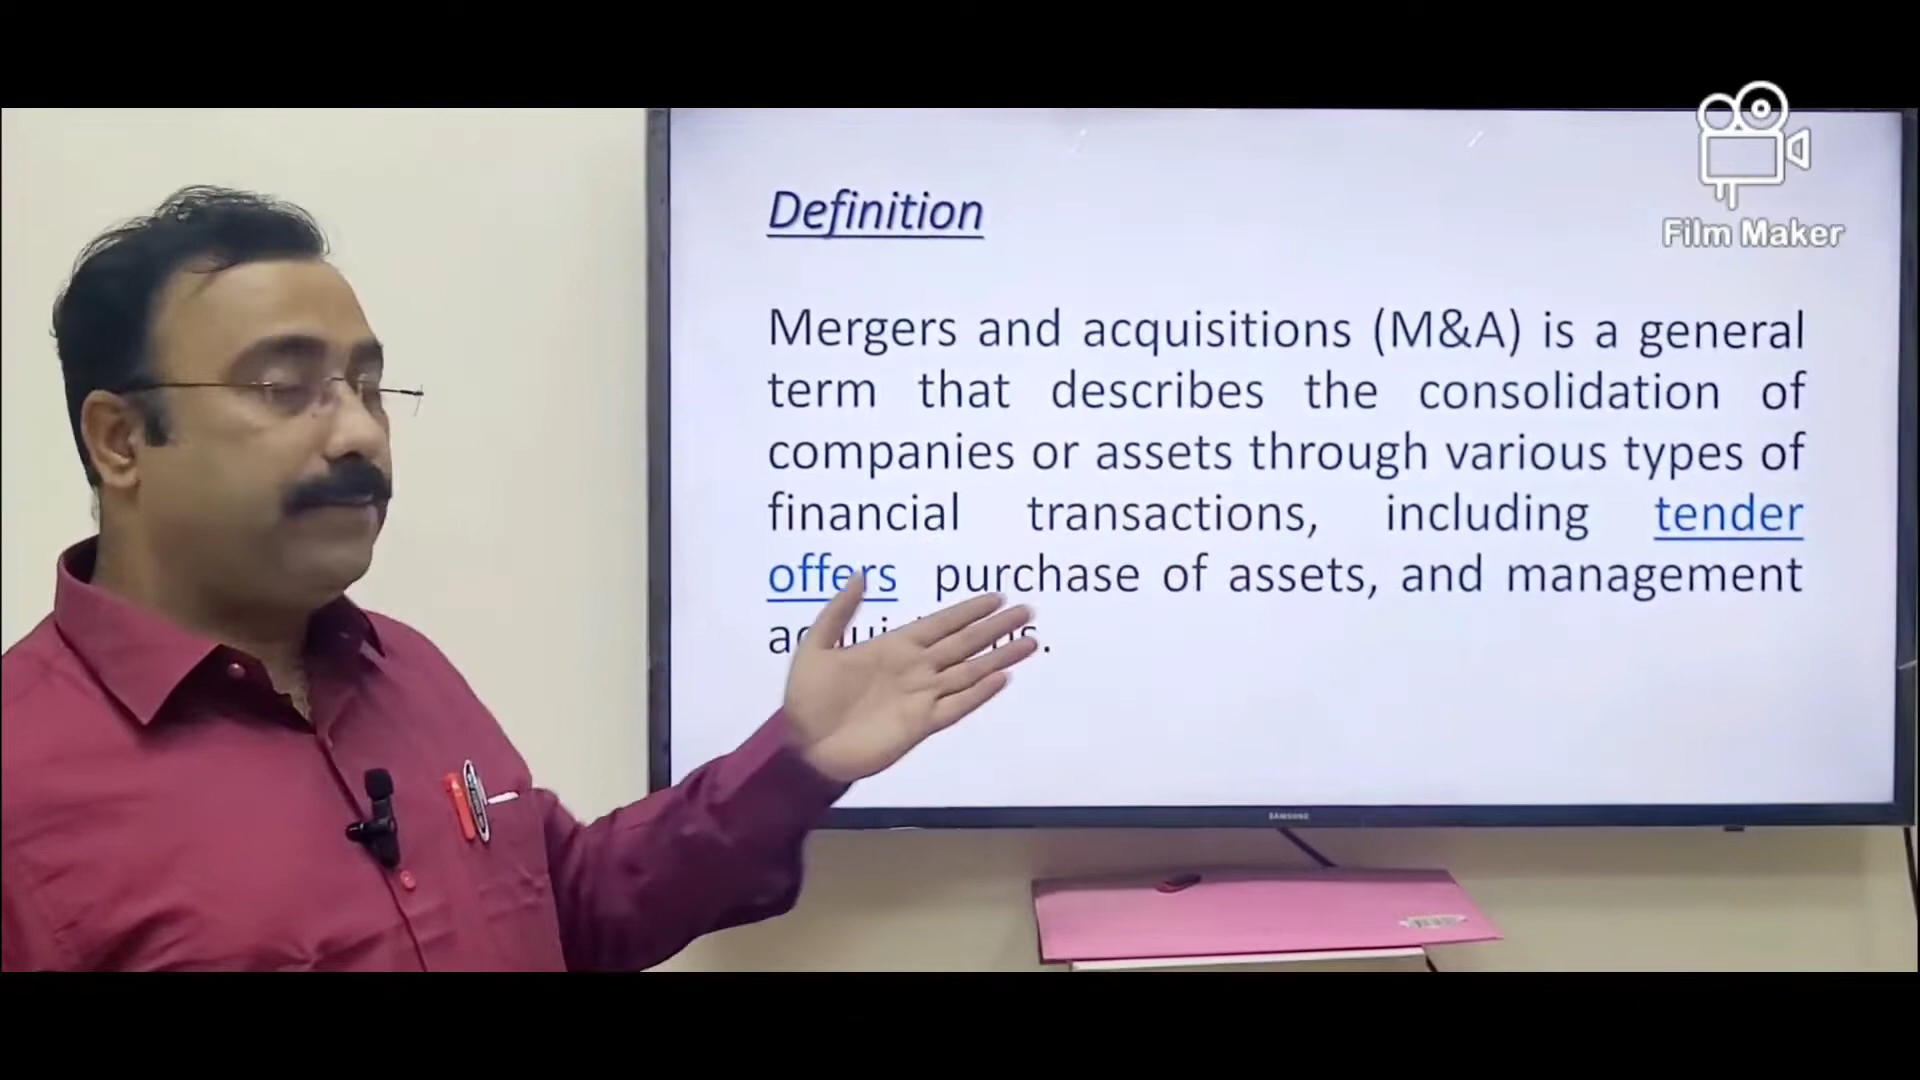 Definition
Mergers and acquisitions (M&A) is a general
term that describes the consolidation of
companies or assets through various types of
financial transactions, including tender
offers purchase of assets, and management
Film Maker
SAMSUNG